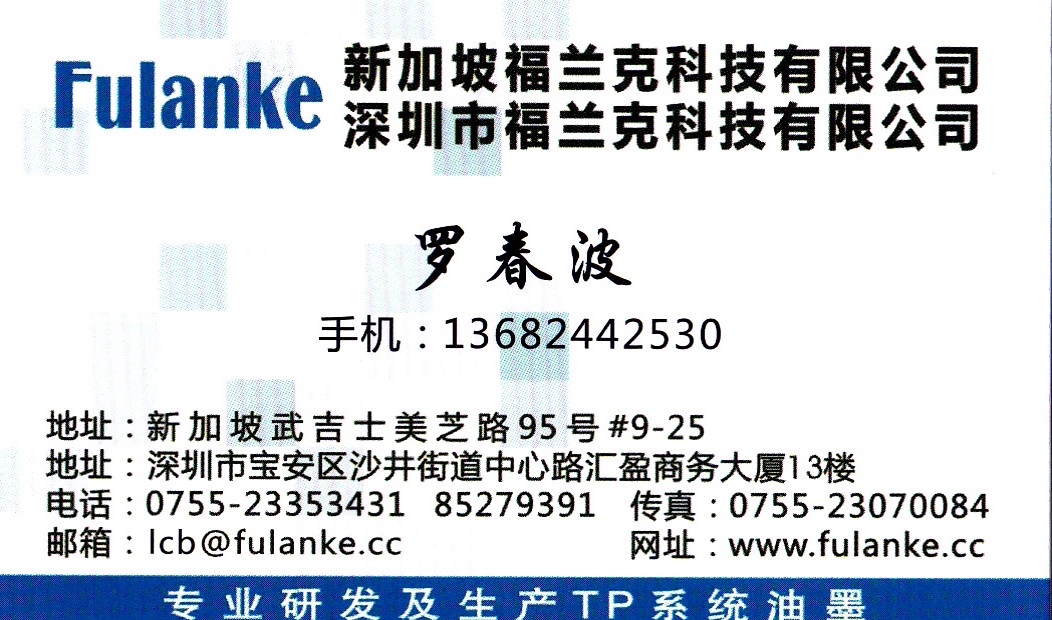 Fulanke
新加坡福兰克科技有限公司
深圳市福兰克科技有限公司
罗春波
手机：13682442530
地址：新加坡武吉士美芝路95号#9-25
地址：深圳市宝安区沙井街道中心路汇盈商务大厦13楼
电话：0755-23353431 85279391 传真：0755-23070084
邮箱：lcb@fulanke.cc 网址：www.fulanke.cc
专业研发及生产TP系统油墨